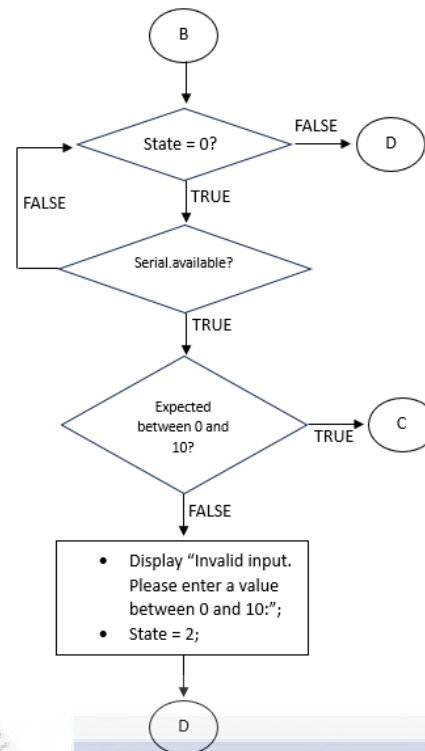 B
State = 0?
FALSE
D
TRUE
FALSE
Serial.available?
TRUE
Expected
between 0 and
10?
TRUE
C
FALSE
• Display “Invalid input.
Please enter a value
between 0 and 10:”;
• State = 2;
D